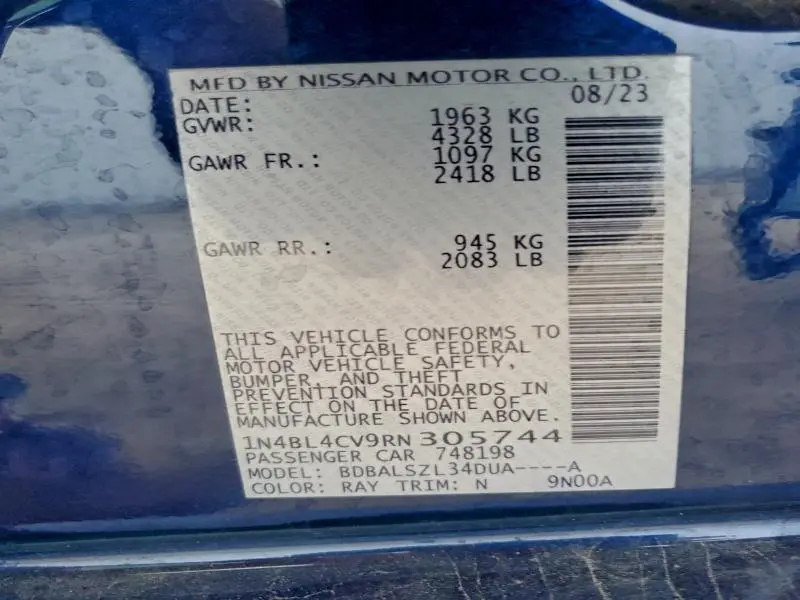 MFD BY NISSAN MOTOR CO., LTD.
DATE: 08/23
GVWR: 1963 KG
4328 LB
GAWR FR.: 1097 KG
2418 LB
GAWR RR.: 945 KG
2083 LB
THIS VEHICLE CONFORMS TO
ALL APPLICABLE FEDERAL
MOTOR VEHICLE SAFETY,
BUMPER, AND THEFT
PREVENTION STANDARDS IN
EFFECT ON THE DATE OF
MANUFACTURE SHOWN ABOVE.
1N4BL4CV9RN305744
PASSENGER CAR 748198
MODEL: BDBALSZL34DUA----A
COLOR: RAY TRIM: N 9N00A